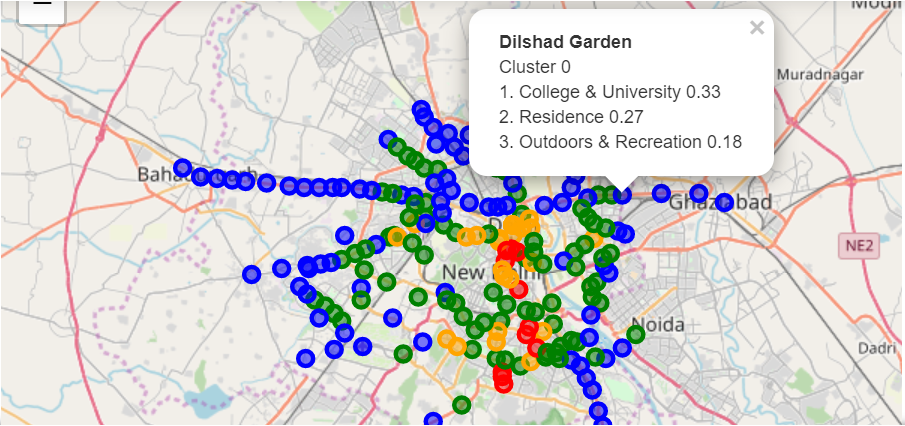 Dilshad Garden
Cluster 0
1. College & University 0.33
2. Residence 0.27
3. Outdoors & Recreation 0.18
×
Muradnagar
Ghaziabad
NE2
New Delhi
Noida
Dadri